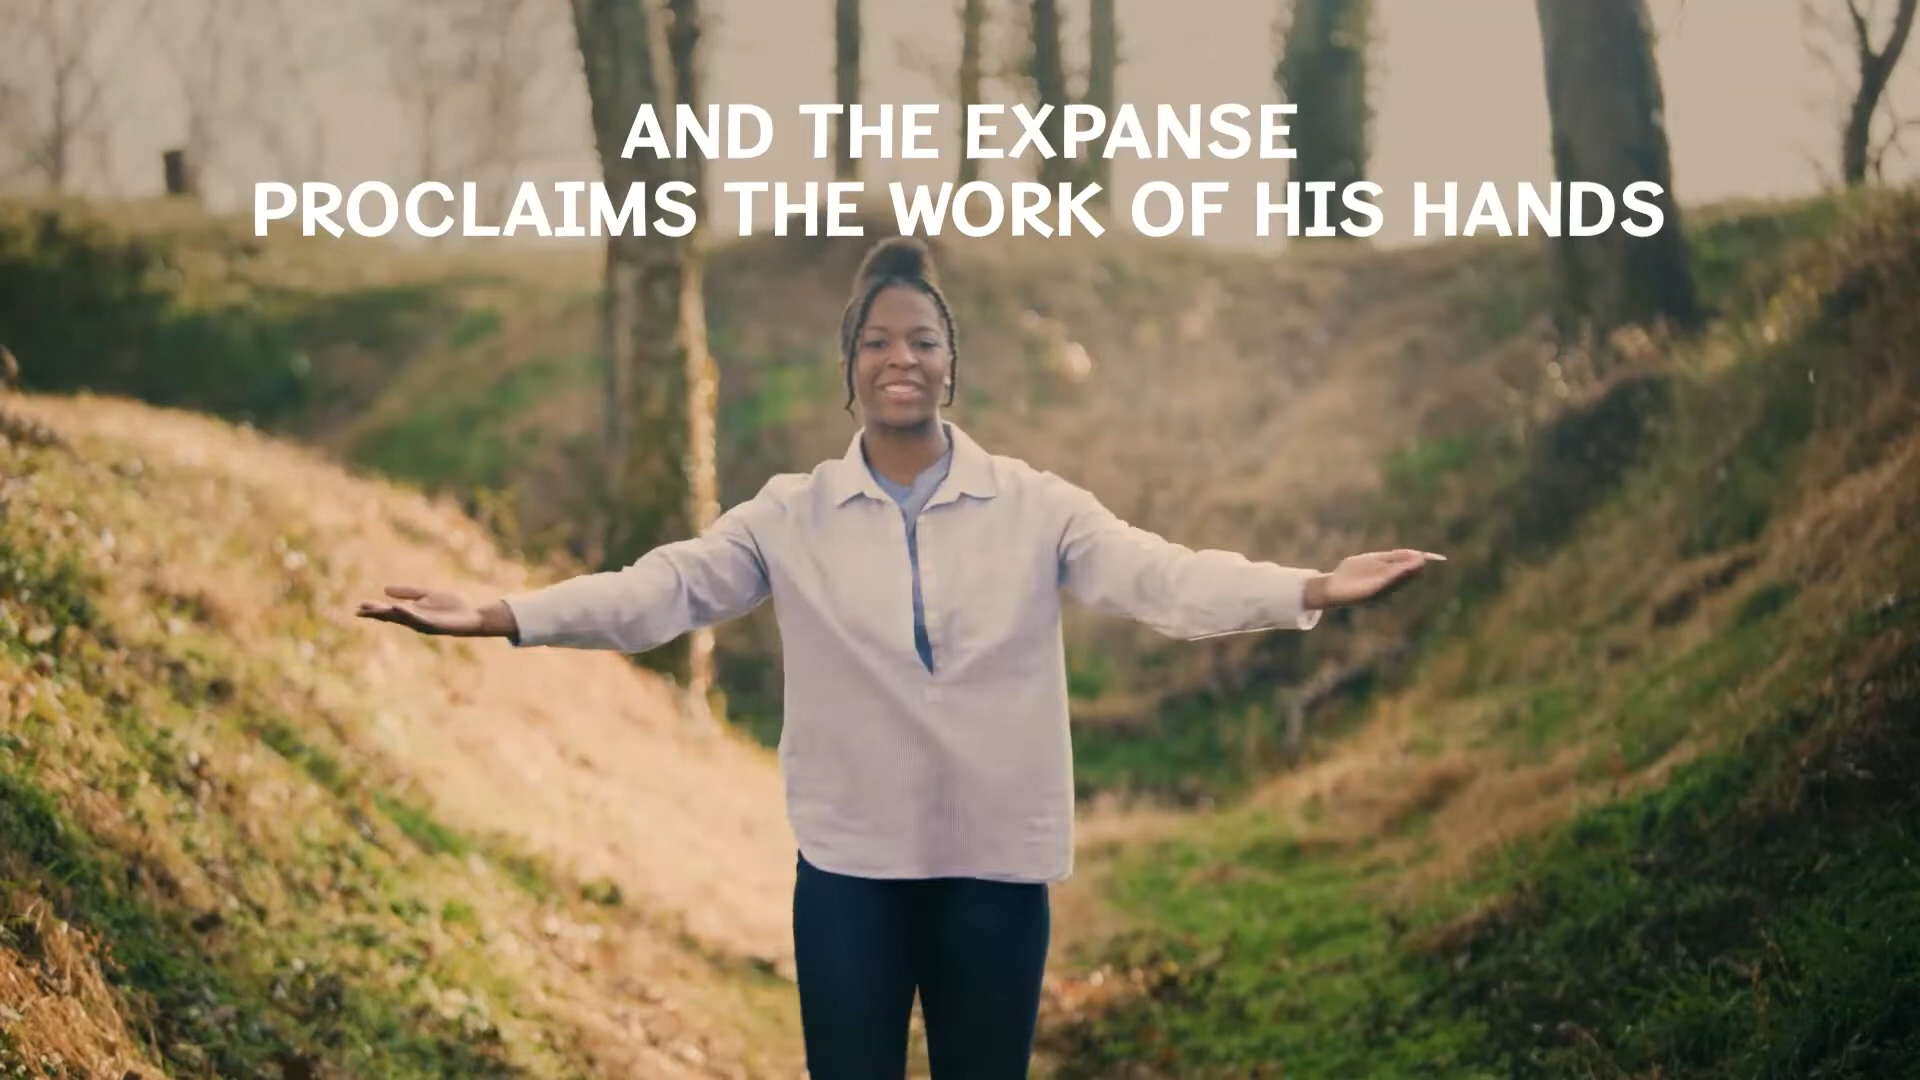 AND THE EXPANSE
PROCLAIMS THE WORK OF HIS HANDS